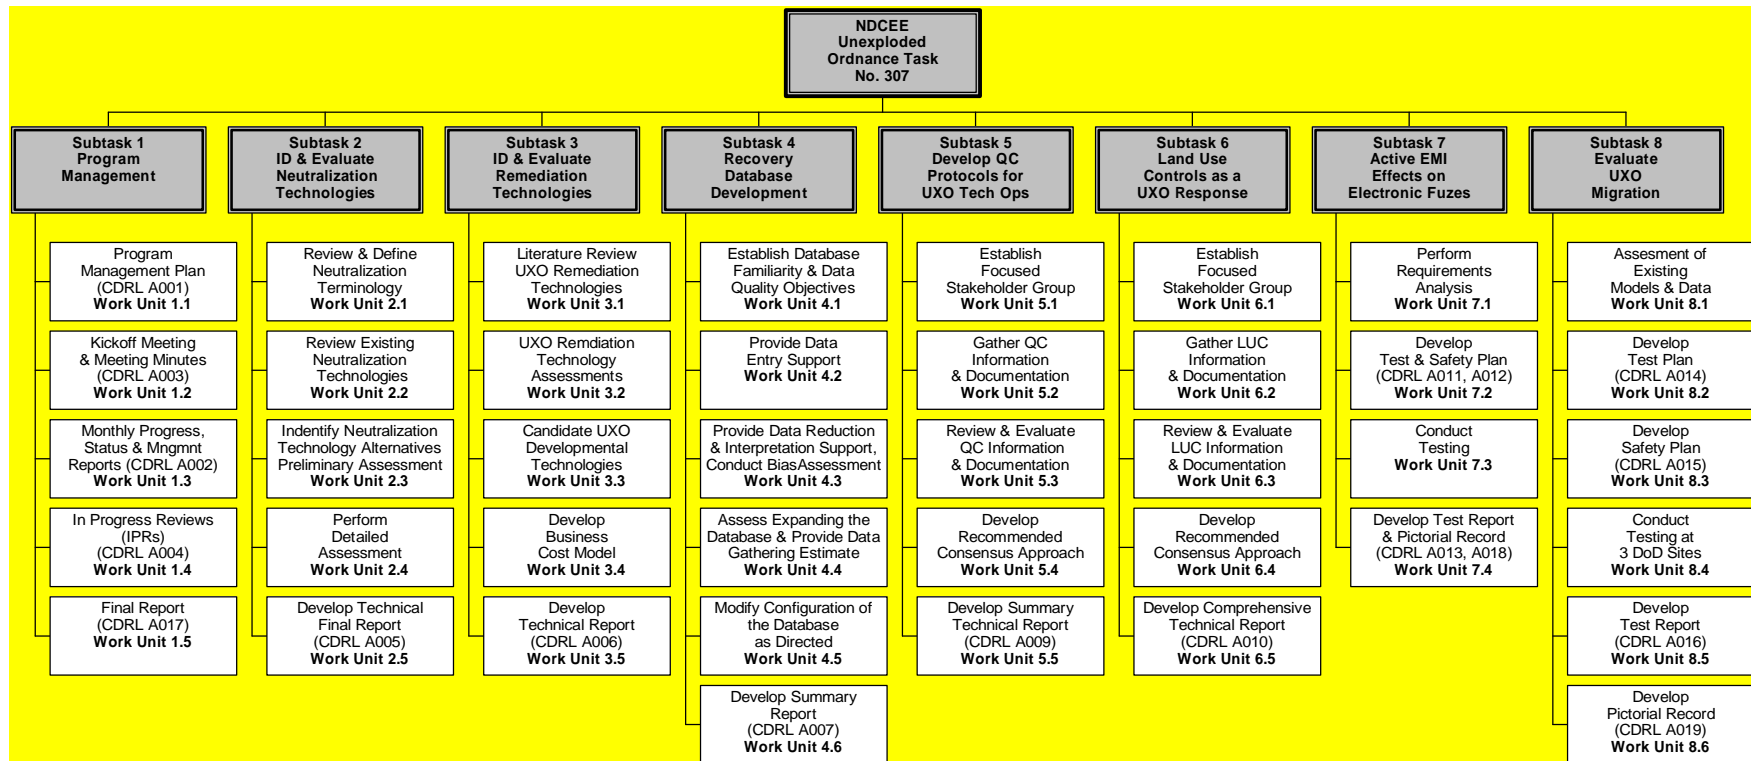 NDCEE
Unexploded
Ordnance Task
No. 307
Subtask 1
Program
Management
Program
Management Plan
(CDRL A001)
Work Unit 1.1
Kickoff Meeting
& Meeting Minutes
(CDRL A003)
Work Unit 1.2
Monthly Progress,
Status & Mngmnt
Reports (CDRL A002)
Work Unit 1.3
In Progress Reviews
(IPRs)
(CDRL A004)
Work Unit 1.4
Final Report
(CDRL A017)
Work Unit 1.5
Subtask 2
ID & Evaluate
Neutralization
Technologies
Review & Define
Neutralization
Terminology
Work Unit 2.1
Review Existing
Neutralization
Technologies
Work Unit 2.2
Indentify Neutralization
Technology Alternatives
Preliminary Assessment
Work Unit 2.3
Perform
Detailed
Assessment
Work Unit 2.4
Develop Technical
Final Report
(CDRL A005)
Work Unit 2.5
Subtask 3
ID & Evaluate
Remediation
Technologies
Literature Review
UXO Remediation
Technologies
Work Unit 3.1
UXO Remdiation
Technology
Assessments
Work Unit 3.2
Candidate UXO
Developmental
Technologies
Work Unit 3.3
Develop
Business
Cost Model
Work Unit 3.4
Develop
Technical Report
(CDRL A006)
Work Unit 3.5
Subtask 4
Recovery
Database
Development
Establish Database
Familiarity & Data
Quality Objectives
Work Unit 4.1
Provide Data
Entry Support
Work Unit 4.2
Provide Data Reduction
& Interpretation Support,
Conduct BiasAssessment
Work Unit 4.3
Assess Expanding the
Database & Provide Data
Gathering Estimate
Work Unit 4.4
Modify Configuration of
the Database
as Directed
Work Unit 4.5
Develop Summary
Report
(CDRL A007)
Work Unit 4.6
Subtask 5
Develop QC
Protocols for
UXO Tech Ops
Establish
Focused
Stakeholder Group
Work Unit 5.1
Gather QC
Information
& Documentation
Work Unit 5.2
Review & Evaluate
QC Information
& Documentation
Work Unit 5.3
Develop
Recommended
Consensus Approach
Work Unit 5.4
Develop Summary
Technical Report
(CDRL A009)
Work Unit 5.5
Subtask 6
Land Use
Controls as a
UXO Response
Establish
Focused
Stakeholder Group
Work Unit 6.1
Gather LUC
Information
& Documentation
Work Unit 6.2
Review & Evaluate
LUC Information
& Documentation
Work Unit 6.3
Develop
Recommended
Consensus Approach
Work Unit 6.4
Develop Comprehensive
Technical Report
(CDRL A010)
Work Unit 6.5
Subtask 7
Active EMI
Effects on
Electronic Fuzes
Perform
Requirements
Analysis
Work Unit 7.1
Develop
Test & Safety Plan
(CDRL A011, A012)
Work Unit 7.2
Conduct
Testing
Work Unit 7.3
Develop Test Report
& Pictorial Record
(CDRL A013, A018)
Work Unit 7.4
Subtask 8
Evaluate
UXO
Migration
Assesment of
Existing
Models & Data
Work Unit 8.1
Develop
Test Plan
(CDRL A014)
Work Unit 8.2
Develop
Safety Plan
(CDRL A015)
Work Unit 8.3
Conduct
Testing at
3 DoD Sites
Work Unit 8.4
Develop
Test Report
(CDRL A016)
Work Unit 8.5
Develop
Pictorial Record
(CDRL A019)
Work Unit 8.6